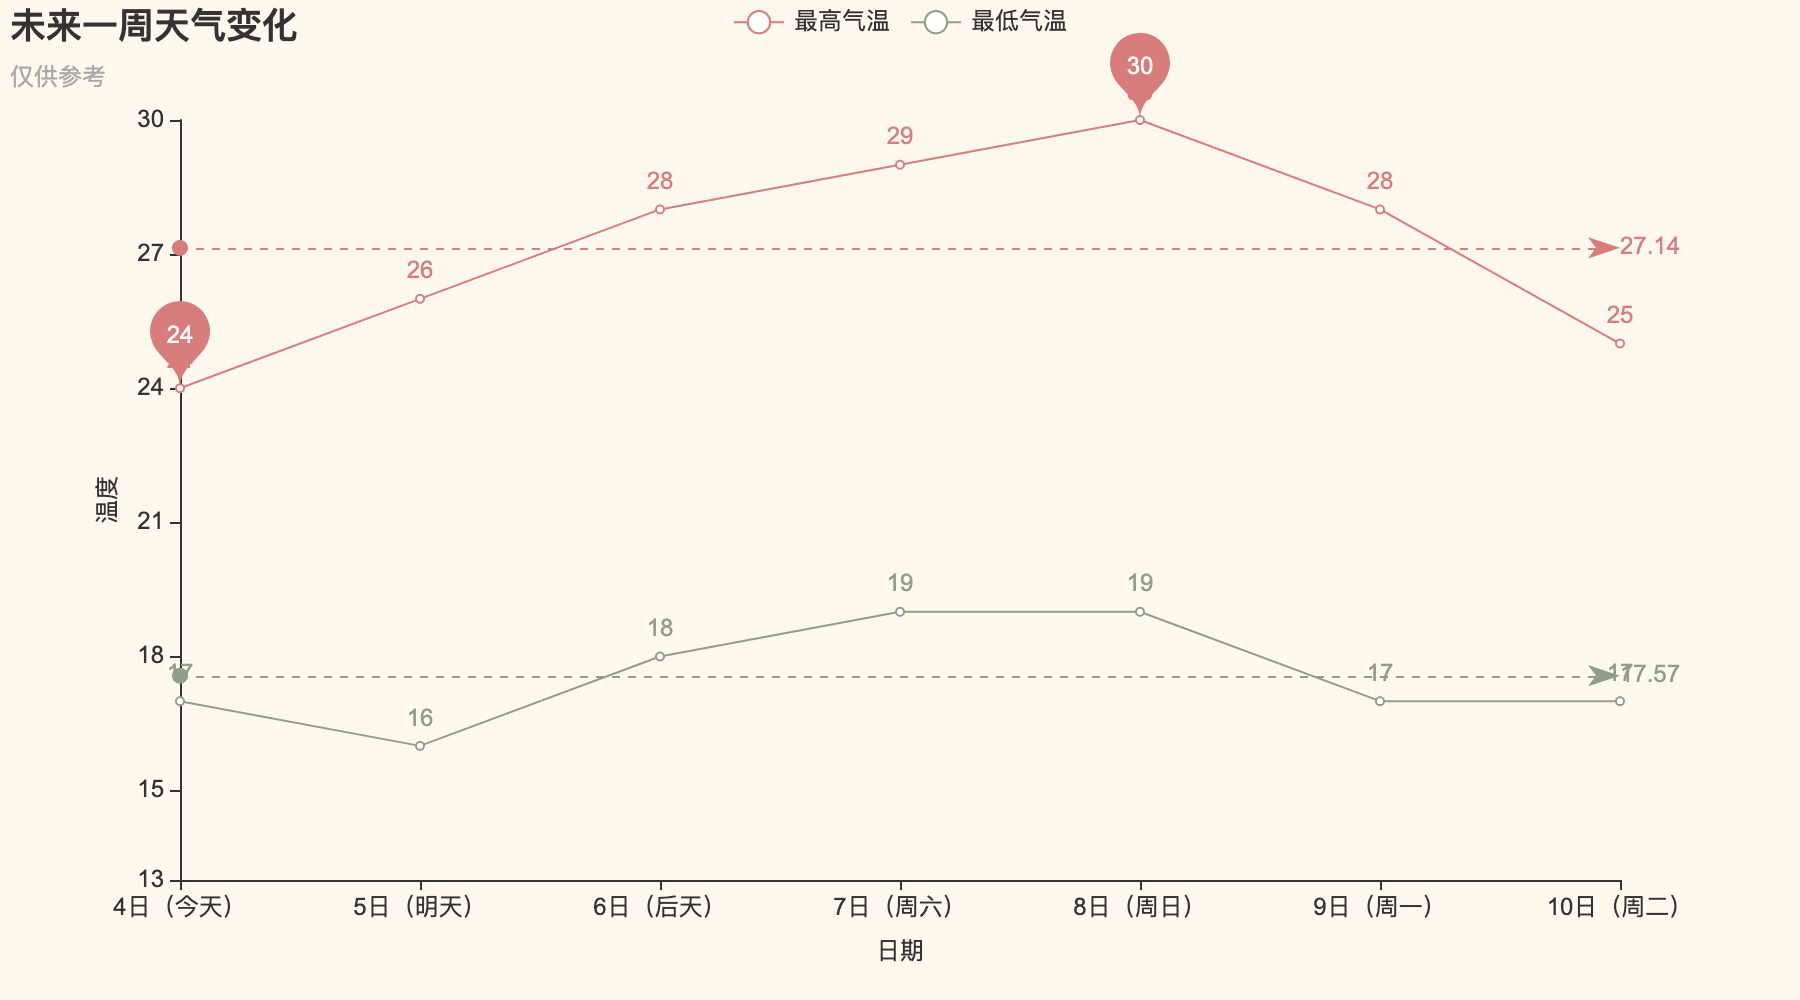 未来一周天气变化
仅供参考
最高气温
最低气温
30
27
24
21
18
15
13
温度
24
26
28
29
30
28
25
27.14
17
16
18
19
19
17
17
17.57
4日（今天）
5日（明天）
6日（后天）
7日（周六）
8日（周日）
9日（周一）
10日（周二）
日期